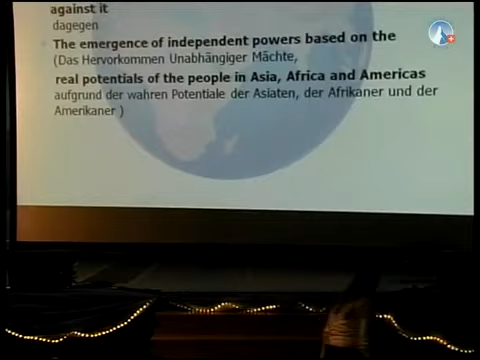 against it
dagegen
The emergence of independent powers based on the
(Das Hervorkommen Unabhängiger Mächte,
real potentials of the people in Asia, Africa and Americas
aufgrund der wahren Potentiale der Asiaten, der Afrikaner und der
Amerikaner )